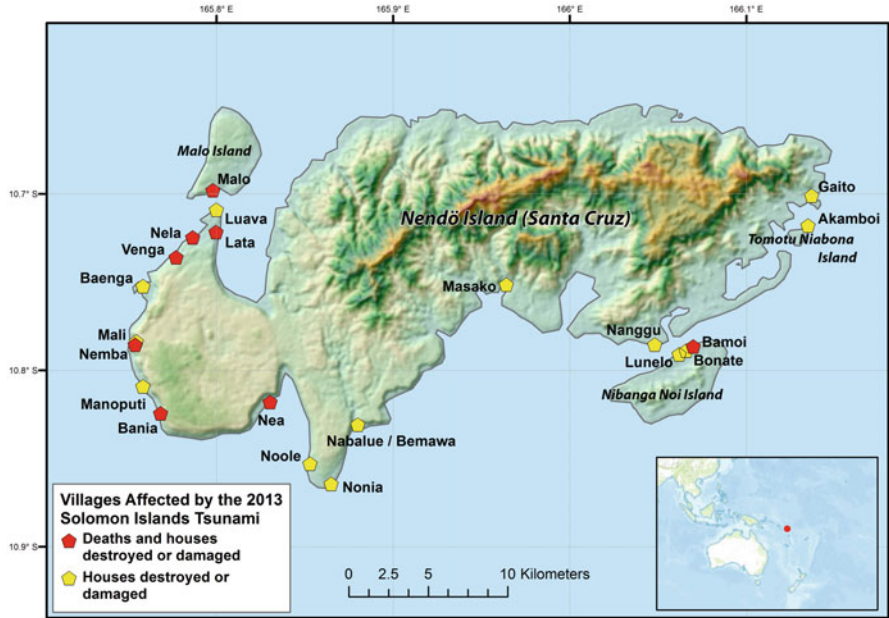 165.8° E
165.9° E
166° E
166.1° E
Malo Island
Malo
10.7° S
Gaito
Luava
Akamboi
Nendö Island (Santa Cruz)
Nela
Lata
Venga
Tomotu Niabona
Island
Baenga
Masako
Mali
Nanggu
Bamoi
Nemba
Lunelo
Bonate
10.8° S
Manoputi
Nibanga Noi Island
Bania
Nea
Nabalue / Bemawa
Noole
Nonia
Villages Affected by the 2013
Solomon Islands Tsunami
Deaths and houses
destroyed or damaged
Houses destroyed or
damaged
10.9° S
0 2.5 5 10 Kilometers